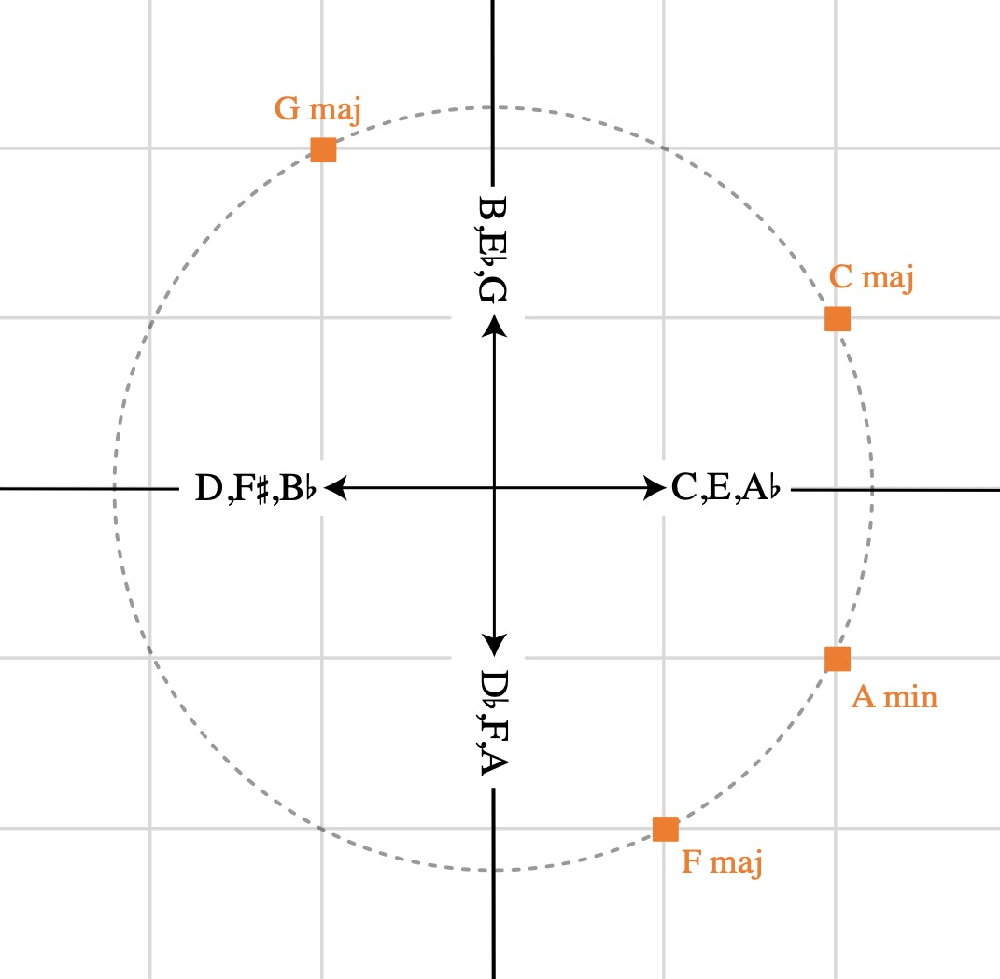 G maj
B,E♭,G
C maj
D,F♯,B♭
C,E,A♭
D♭,F,A
A min
F maj